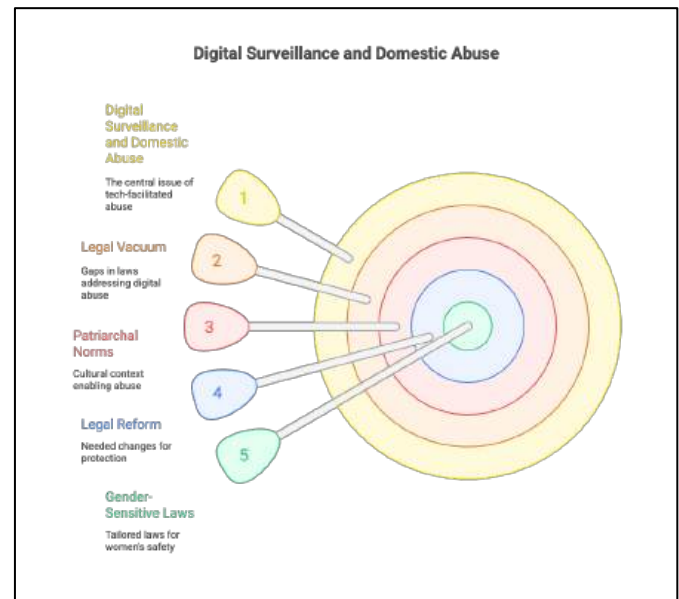 Digital Surveillance and Domestic Abuse
Digital
Surveillance
and Domestic
Abuse
The central issue of
tech-facilitated
abuse
1
Legal Vacuum
Gaps in laws
addressing digital
abuse
2
Patriarchal
Norms
Cultural context
enabling abuse
3
Legal Reform
Needed changes for
protection
4
Gender-
Sensitive Laws
Tailored laws for
women's safety
5